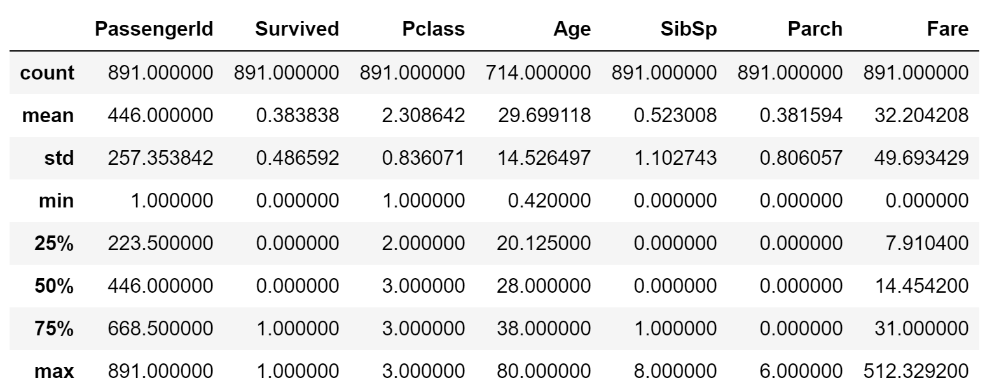 PassengerId Survived Pclass Age SibSp Parch Fare
count 891.000000 891.000000 891.000000 714.000000 891.000000 891.000000 891.000000
mean 446.000000 0.383838 2.308642 29.699118 0.523008 0.381594 32.204208
std 257.353842 0.486592 0.836071 14.526497 1.102743 0.806057 49.693429
min 1.000000 0.000000 1.000000 0.420000 0.000000 0.000000 0.000000
25% 223.500000 0.000000 2.000000 20.125000 0.000000 0.000000 7.910400
50% 446.000000 0.000000 3.000000 28.000000 0.000000 0.000000 14.454200
75% 668.500000 1.000000 3.000000 38.000000 1.000000 0.000000 31.000000
max 891.000000 1.000000 3.000000 80.000000 8.000000 6.000000 512.329200